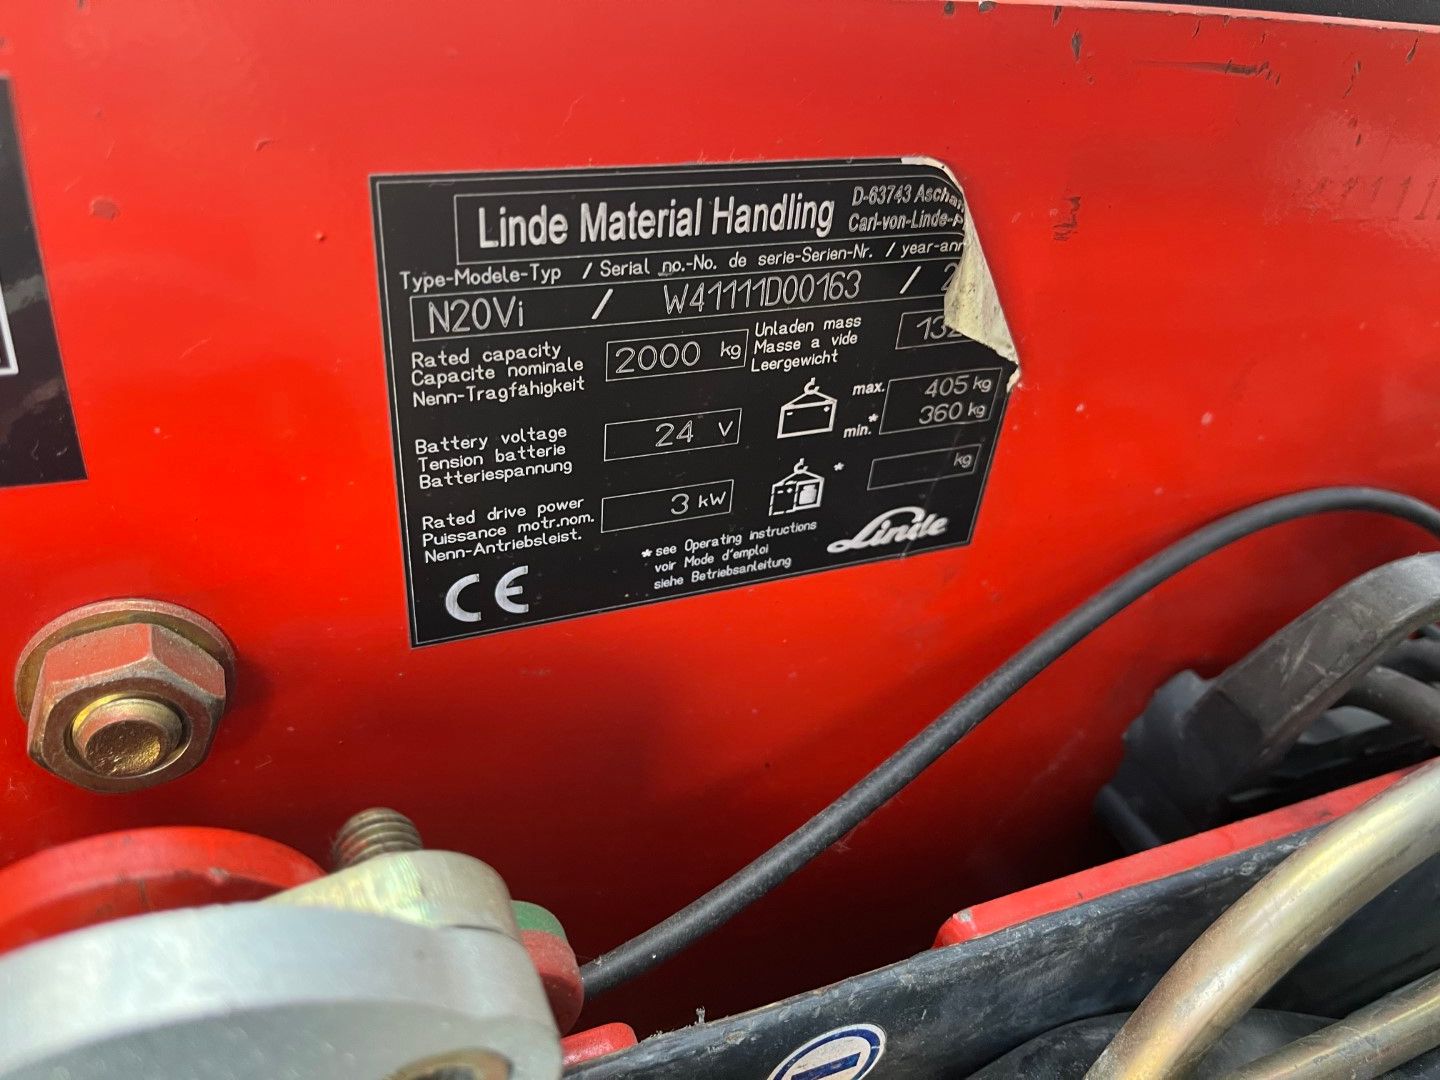 Linde Material Handling
D-63743
Carl-von-Linde-
Type-Modele-Typ / Serial no.-No. de serie-Serien-Nr. / year-
N20Vi / W41111D00163 /
Rated capacity
Capacite nominale
Nenn-Tragfähigkeit
2000 kg
Unladen mass
Masse a vide
Leergewicht
Battery voltage
Tension batterie
Batteriespannung
24 V
max. 405 kg
min.* 360 kg
Rated drive power
Puissance motr.nom.
Nenn-Antriebsleist.
3 kW
* kg
* see Operating instructions
voir Mode d'emploi
siehe Betriebsanleitung
Linde
CE